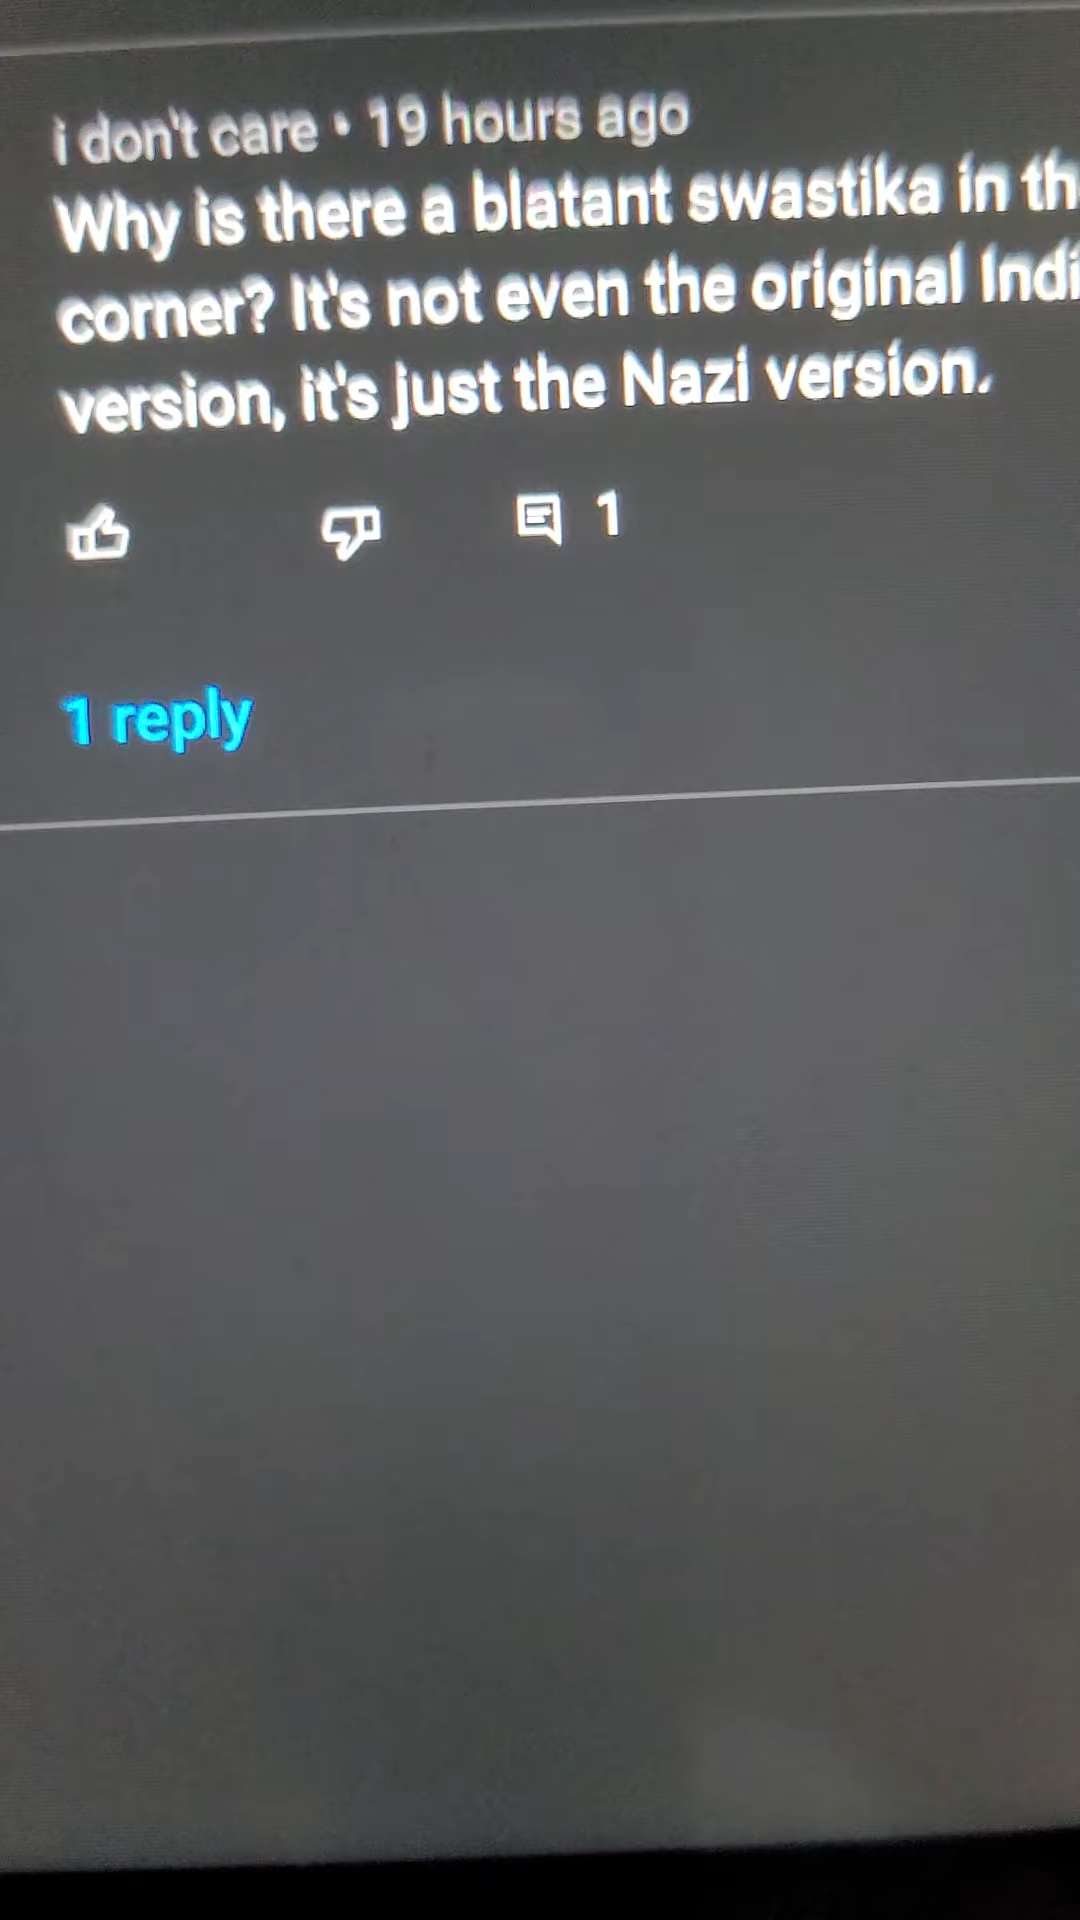 i don't care • 19 hours ago
Why is there a blatant swastika in th
corner? It's not even the original Indi
version, it's just the Nazi version.
1
1 reply